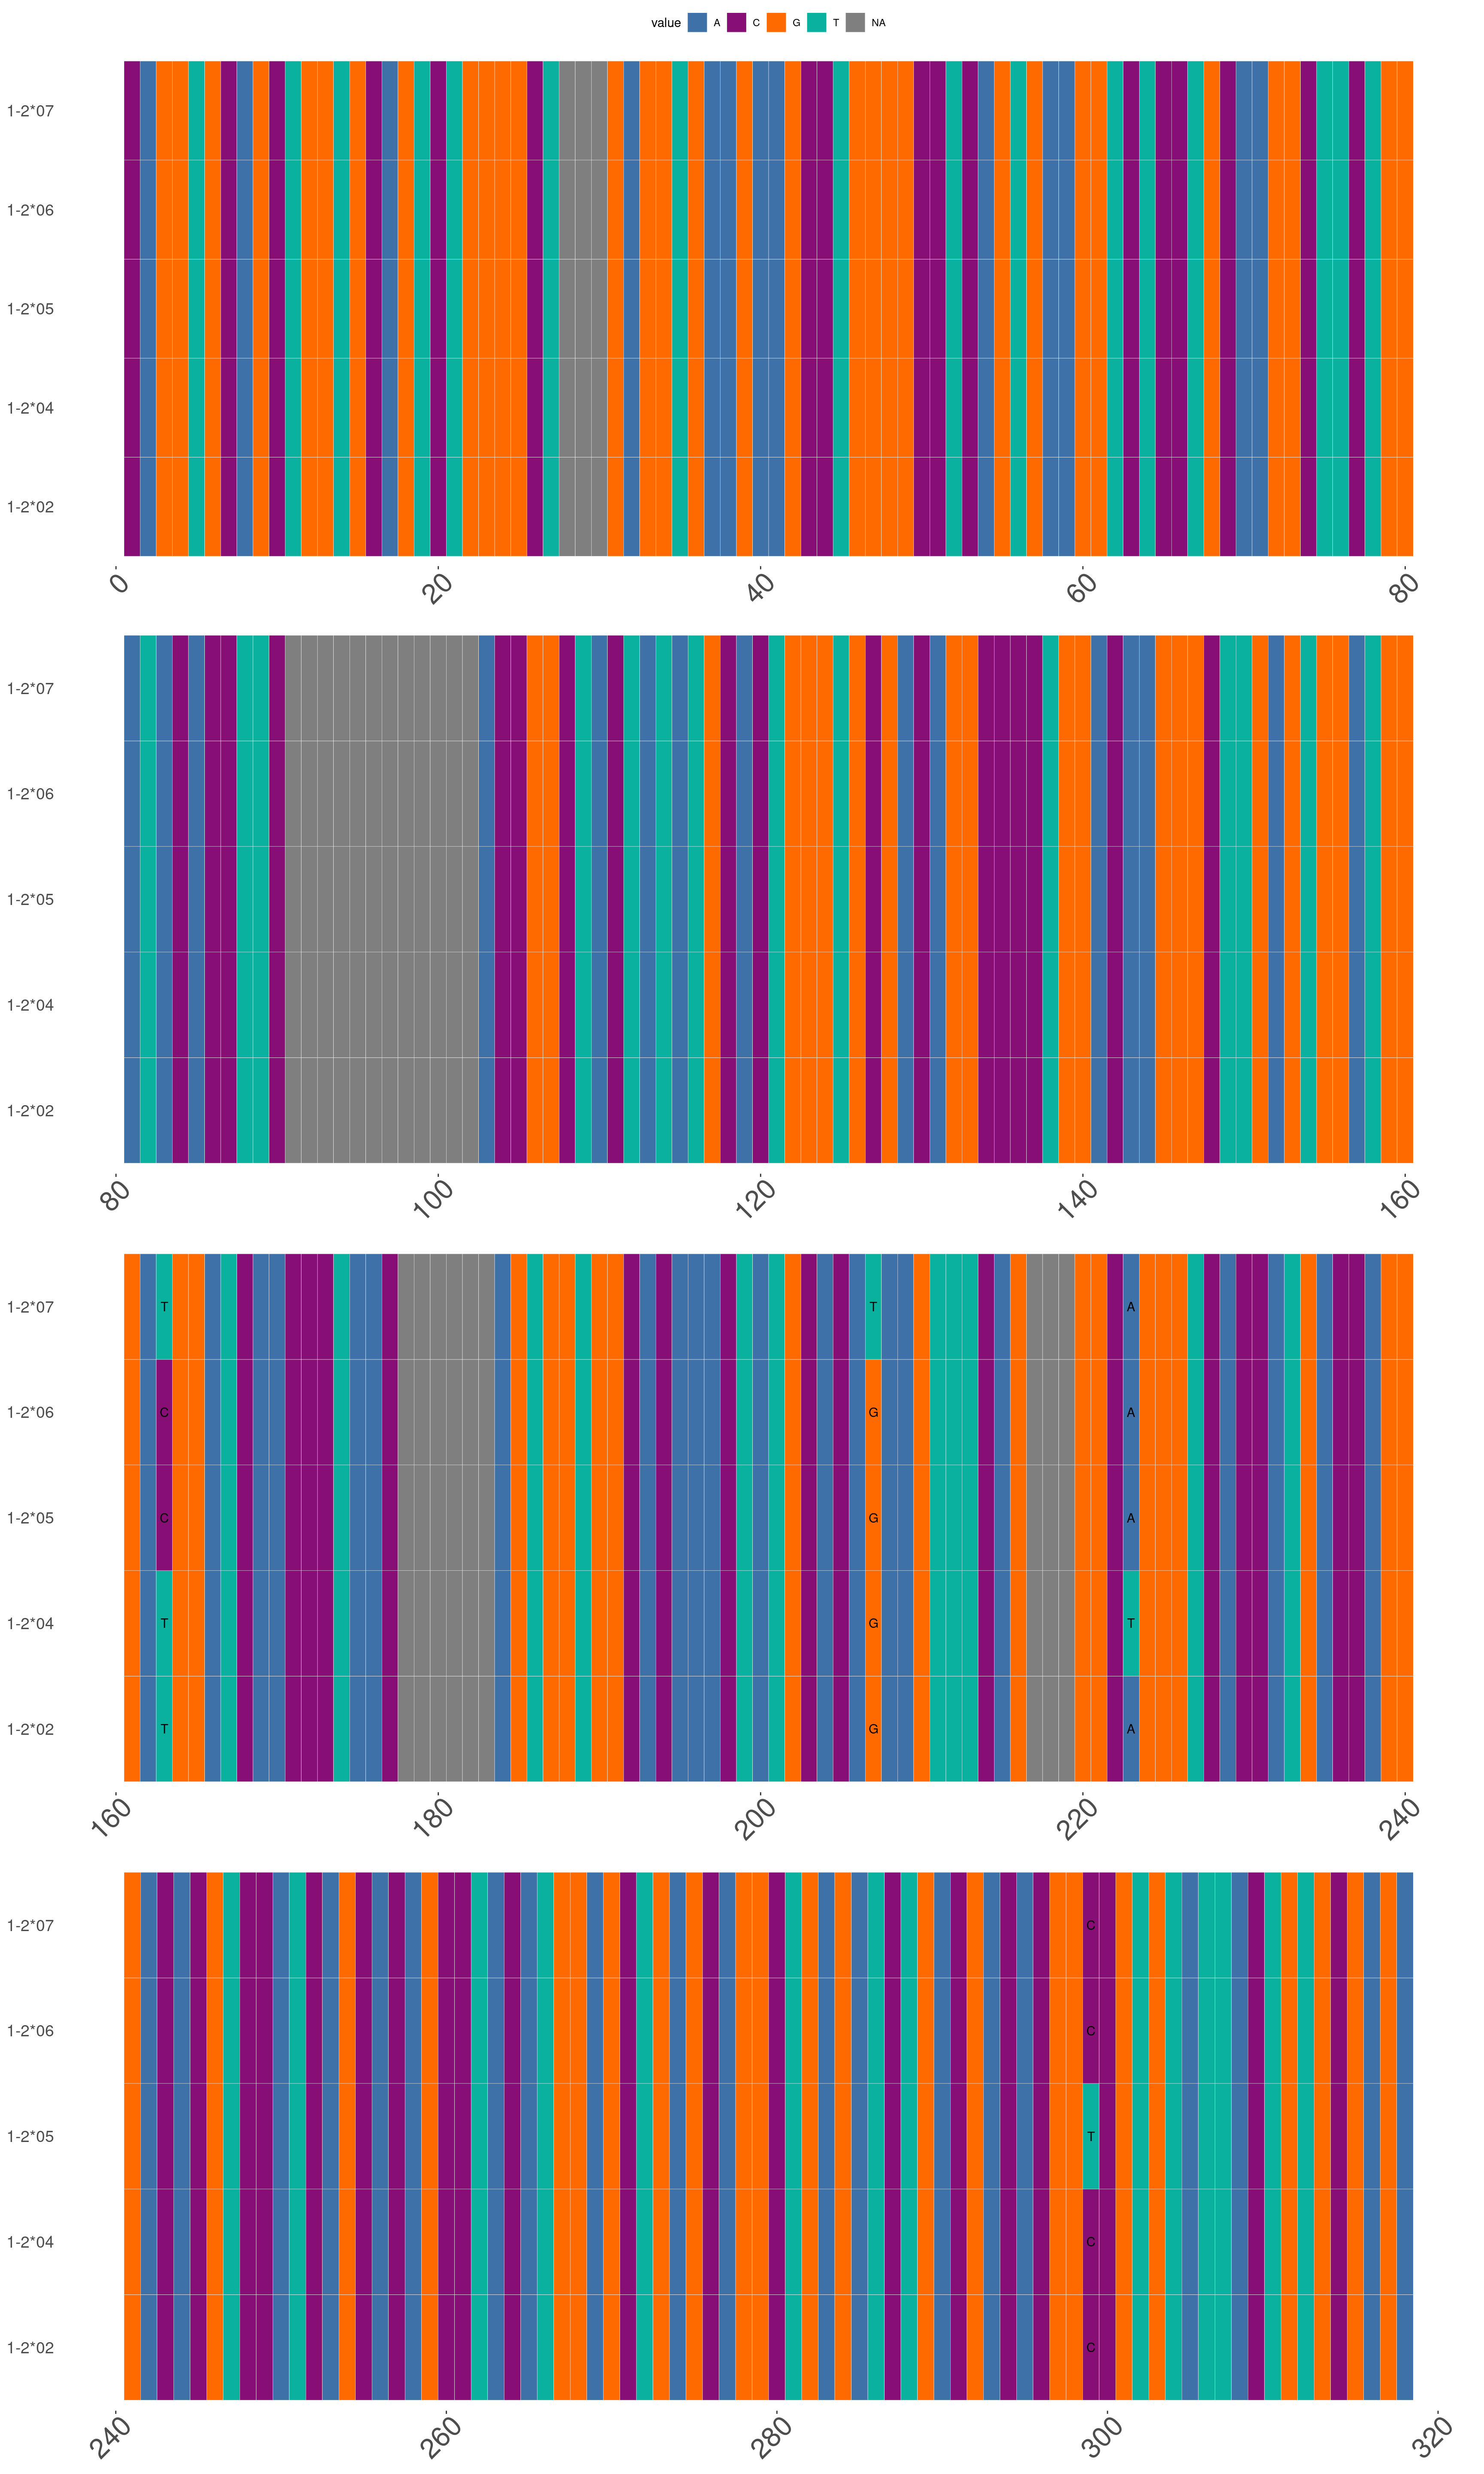 value A C G T NA
1-2*07
1-2*06
1-2*05
1-2*04
1-2*02
0 20 40 60 80
1-2*07
1-2*06
1-2*05
1-2*04
1-2*02
80 100 120 140 160
1-2*07 T T A
1-2*06 C G A
1-2*05 C G A
1-2*04 T G T
1-2*02 T G A
160 180 200 220 240
1-2*07 C
1-2*06 C
1-2*05 T
1-2*04 C
1-2*02 C
240 260 280 300 320